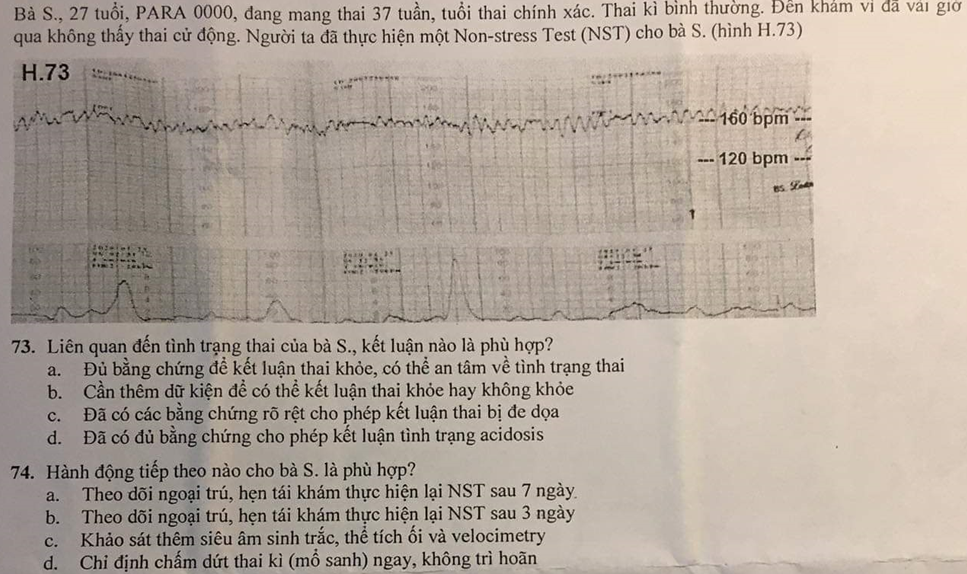 Bà S., 27 tuổi, PARA 0000, đang mang thai 37 tuần, tuổi thai chính xác. Thai kì bình thường. Đến khám vì đã vài giờ
qua không thấy thai cử động. Người ta đã thực hiện một Non-stress Test (NST) cho bà S. (hình H.73)
H.73
--- 160 bpm ---
--- 120 bpm ---
73. Liên quan đến tình trạng thai của bà S., kết luận nào là phù hợp?
a. Đủ bằng chứng để kết luận thai khỏe, có thể an tâm về tình trạng thai
b. Cần thêm dữ kiện để có thể kết luận thai khỏe hay không khỏe
c. Đã có các bằng chứng rõ rệt cho phép kết luận thai bị đe dọa
d. Đã có đủ bằng chứng cho phép kết luận tình trạng acidosis
74. Hành động tiếp theo nào cho bà S. là phù hợp?
a. Theo dõi ngoại trú, hẹn tái khám thực hiện lại NST sau 7 ngày.
b. Theo dõi ngoại trú, hẹn tái khám thực hiện lại NST sau 3 ngày
c. Khảo sát thêm siêu âm sinh trắc, thể tích ối và velocimetry
d. Chỉ định chấm dứt thai kì (mổ sanh) ngay, không trì hoãn